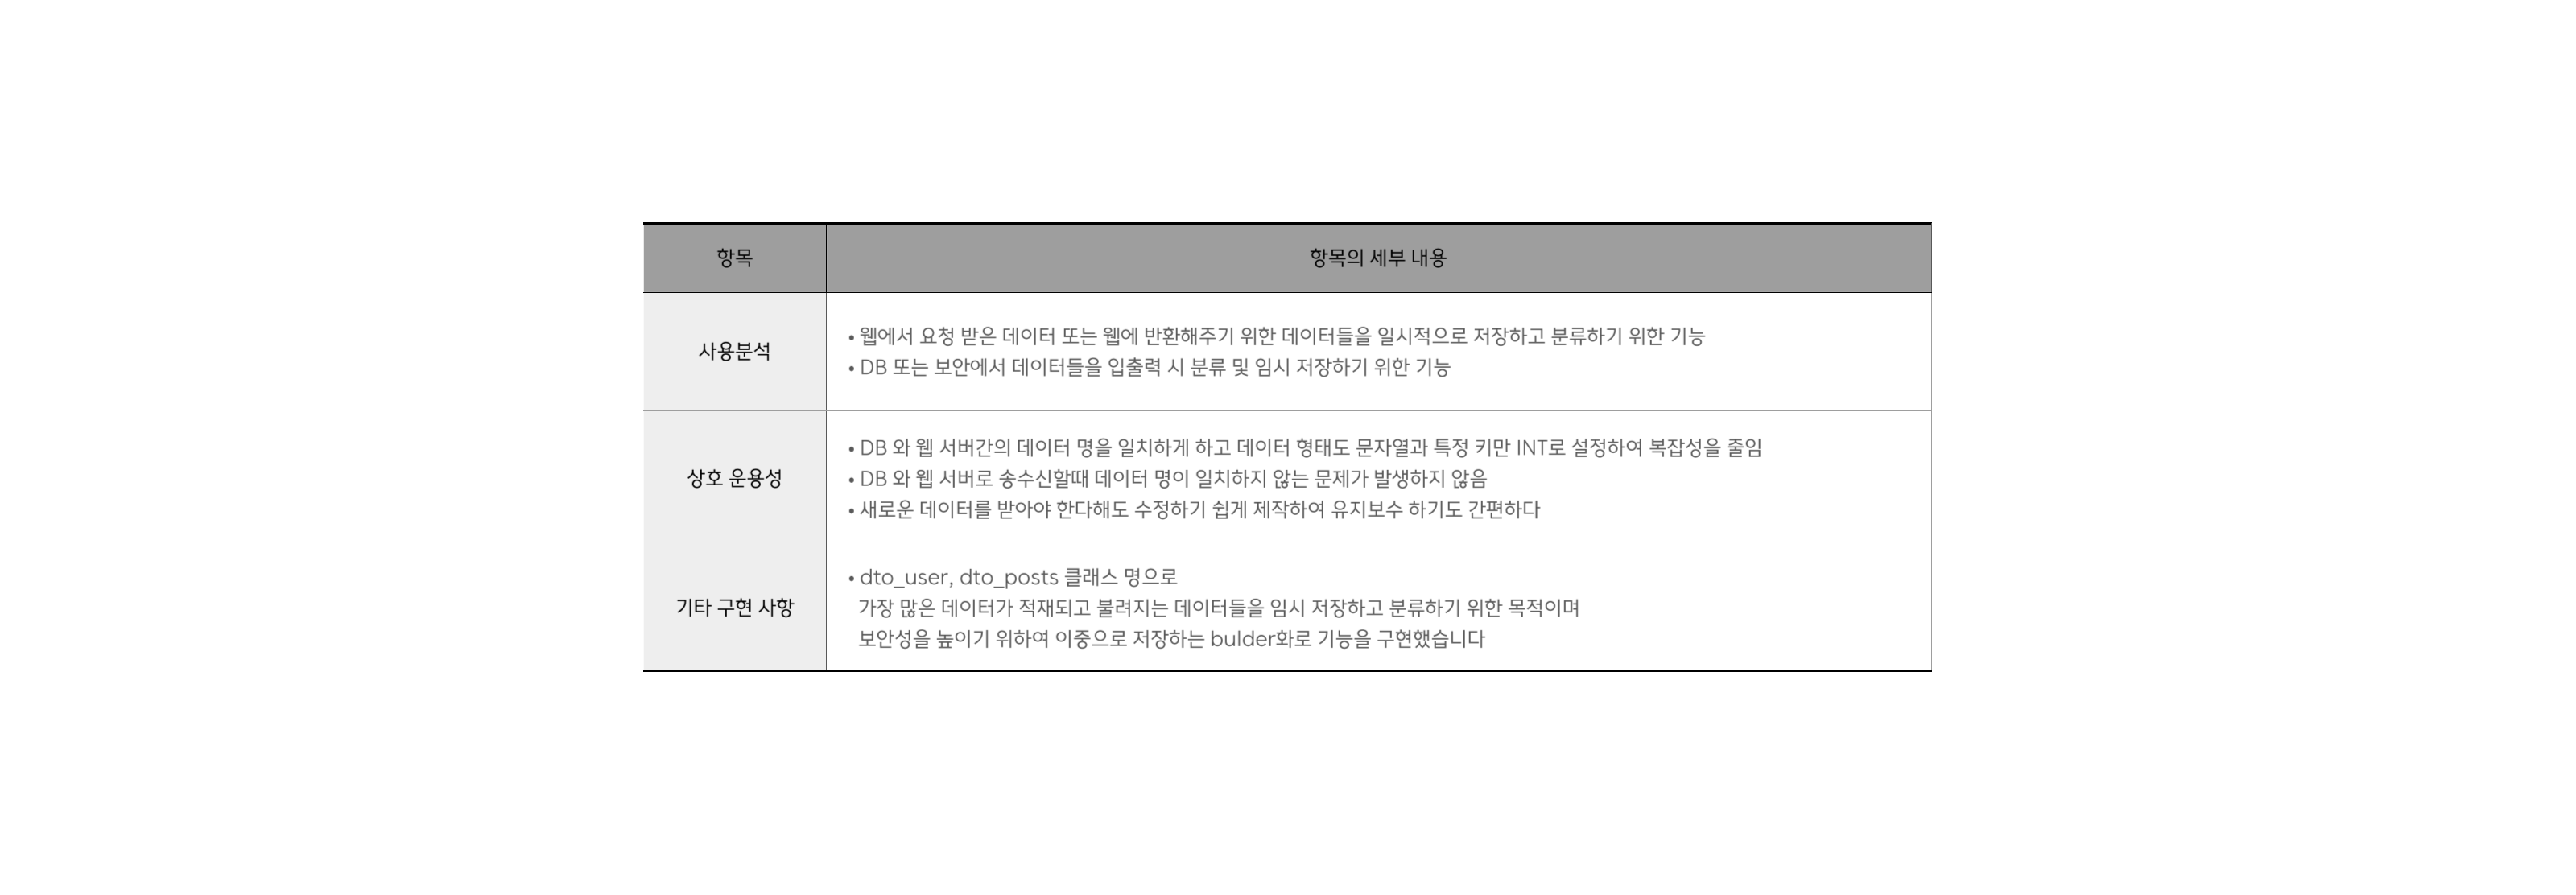 항목
항목의 세부 내용
사용분석
• 웹에서 요청 받은 데이터 또는 웹에 반환해주기 위한 데이터들을 일시적으로 저장하고 분류하기 위한 기능
• DB 또는 보안에서 데이터들을 입출력 시 분류 및 임시 저장하기 위한 기능
상호 운용성
• DB 와 웹 서버간의 데이터 명을 일치하게 하고 데이터 형태도 문자열과 특정 키만 INT로 설정하여 복잡성을 줄임
• DB 와 웹 서버로 송수신할때 데이터 명이 일치하지 않는 문제가 발생하지 않음
• 새로운 데이터를 받아야 한다해도 수정하기 쉽게 제작하여 유지보수 하기도 간편하다
기타 구현 사항
• dto_user, dto_posts 클래스 명으로
가장 많은 데이터가 적재되고 불려지는 데이터들을 임시 저장하고 분류하기 위한 목적이며
보안성을 높이기 위하여 이중으로 저장하는 bulder화로 기능을 구현했습니다